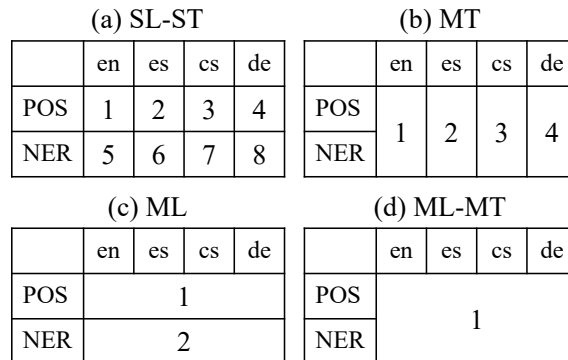 (a) SL-ST
en es cs de
POS 1 2 3 4
NER 5 6 7 8
(b) MT
en es cs de
POS
NER
1 2 3 4
(c) ML
en es cs de
POS 1
NER 2
(d) ML-MT
en es cs de
POS
NER
1